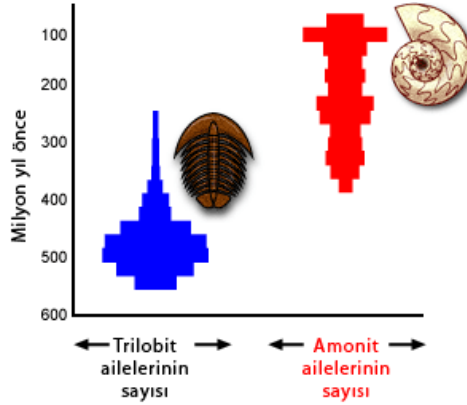 Milyon yıl önce
100
200
300
400
500
600
Trilobit
ailelerinin
sayısı
Amonit
ailelerinin
sayısı